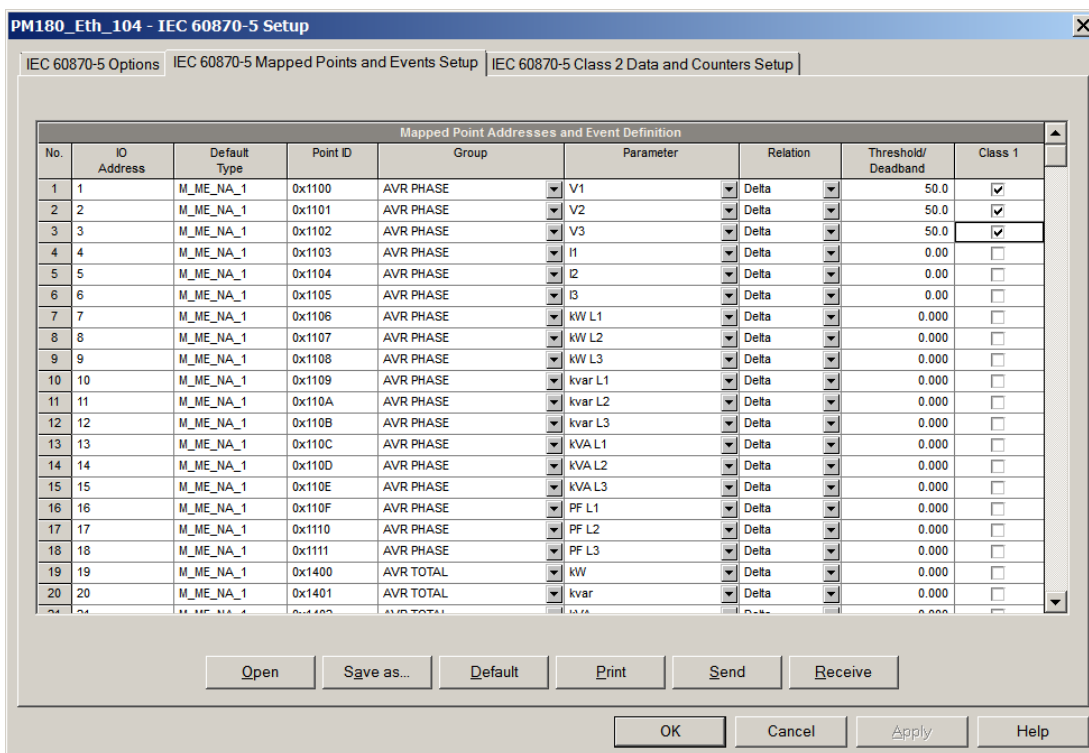 PM180_Eth_104 - IEC 60870-5 Setup
IEC 60870-5 Options IEC 60870-5 Mapped Points and Events Setup IEC 60870-5 Class 2 Data and Counters Setup
Mapped Point Addresses and Event Definition
No. IO Address Default Type Point ID Group Parameter Relation Threshold/ Deadband Class 1
1 1 M_ME_NA_1 0x1100 AVR PHASE V1 Delta 50.0
2 2 M_ME_NA_1 0x1101 AVR PHASE V2 Delta 50.0
3 3 M_ME_NA_1 0x1102 AVR PHASE V3 Delta 50.0
4 4 M_ME_NA_1 0x1103 AVR PHASE I1 Delta 0.00
5 5 M_ME_NA_1 0x1104 AVR PHASE I2 Delta 0.00
6 6 M_ME_NA_1 0x1105 AVR PHASE I3 Delta 0.00
7 7 M_ME_NA_1 0x1106 AVR PHASE kW L1 Delta 0.000
8 8 M_ME_NA_1 0x1107 AVR PHASE kW L2 Delta 0.000
9 9 M_ME_NA_1 0x1108 AVR PHASE kW L3 Delta 0.000
10 10 M_ME_NA_1 0x1109 AVR PHASE kvar L1 Delta 0.000
11 11 M_ME_NA_1 0x110A AVR PHASE kvar L2 Delta 0.000
12 12 M_ME_NA_1 0x110B AVR PHASE kvar L3 Delta 0.000
13 13 M_ME_NA_1 0x110C AVR PHASE kVA L1 Delta 0.000
14 14 M_ME_NA_1 0x110D AVR PHASE kVA L2 Delta 0.000
15 15 M_ME_NA_1 0x110E AVR PHASE kVA L3 Delta 0.000
16 16 M_ME_NA_1 0x110F AVR PHASE PF L1 Delta 0.000
17 17 M_ME_NA_1 0x1110 AVR PHASE PF L2 Delta 0.000
18 18 M_ME_NA_1 0x1111 AVR PHASE PF L3 Delta 0.000
19 19 M_ME_NA_1 0x1400 AVR TOTAL kW Delta 0.000
20 20 M_ME_NA_1 0x1401 AVR TOTAL kvar Delta 0.000
Open Save as... Default Print Send Receive
OK Cancel Apply Help